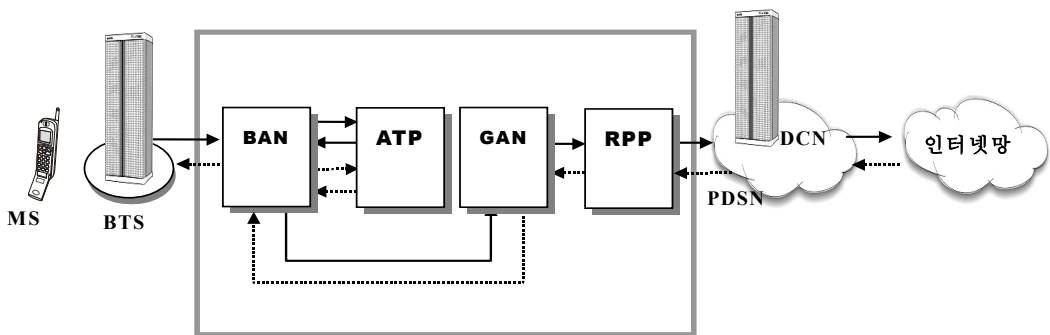 MS
BTS
BAN
ATP
GAN
RPP
DCN
PDSN
인터넷망